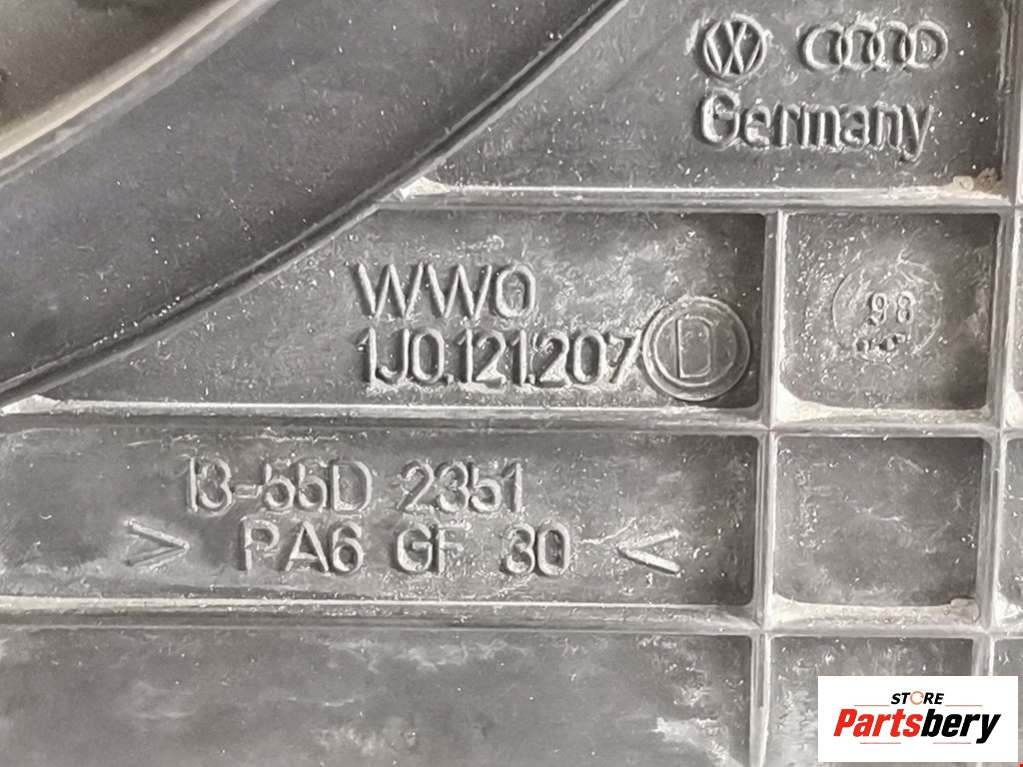 Germany
WWO
1J0.121.207 D
98
13-55D 2351
> PA6 GF 30 <
STORE
Partsbery